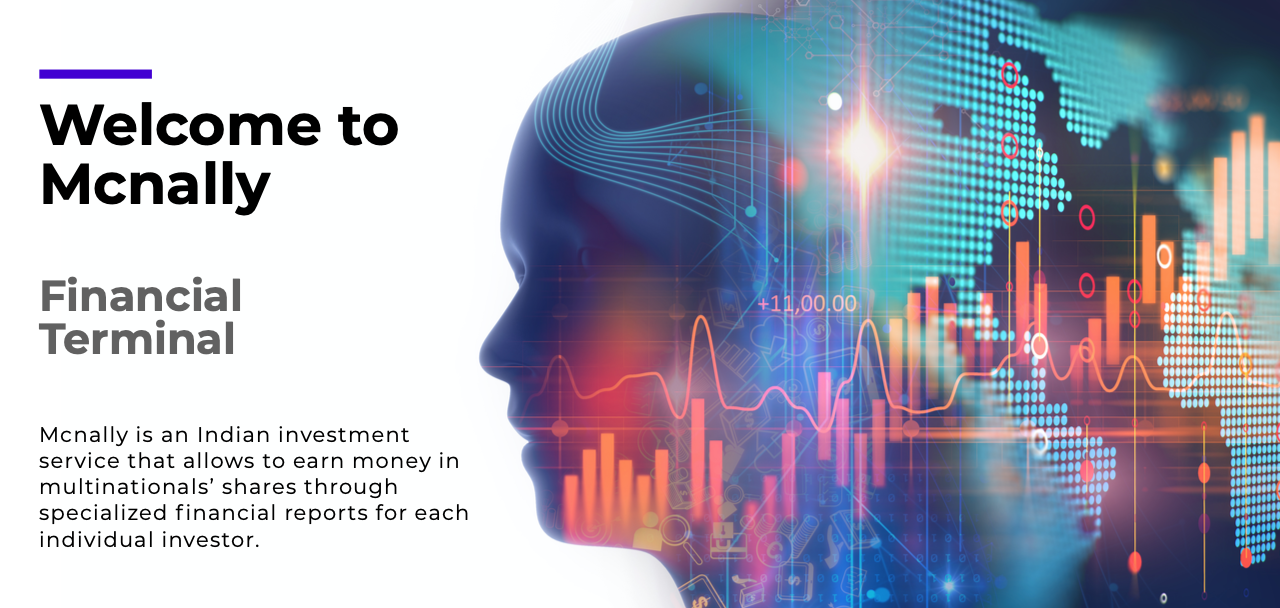 Welcome to
Mcnally
Financial
Terminal
+11,00.00
Mcnally is an Indian investment
service that allows to earn money in
multinationals’ shares through
specialized financial reports for each
individual investor.